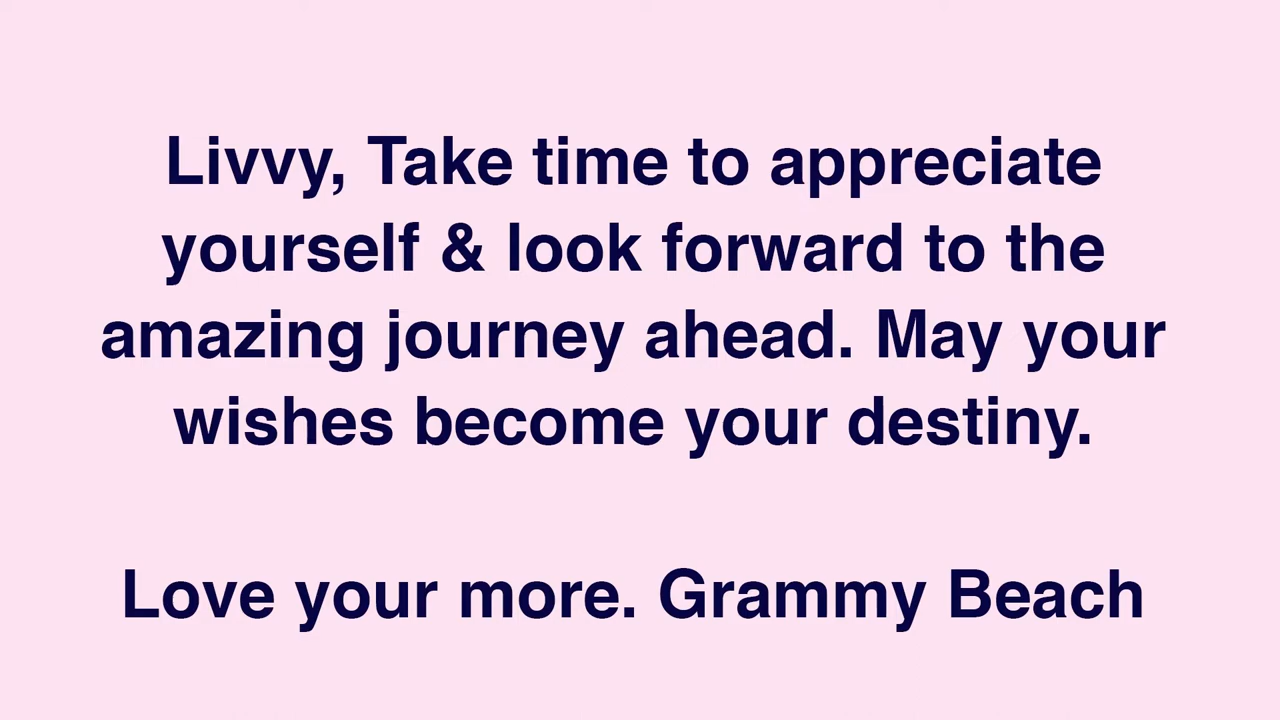 Livvy, Take time to appreciate
yourself & look forward to the
amazing journey ahead. May your
wishes become your destiny.
Love your more. Grammy Beach